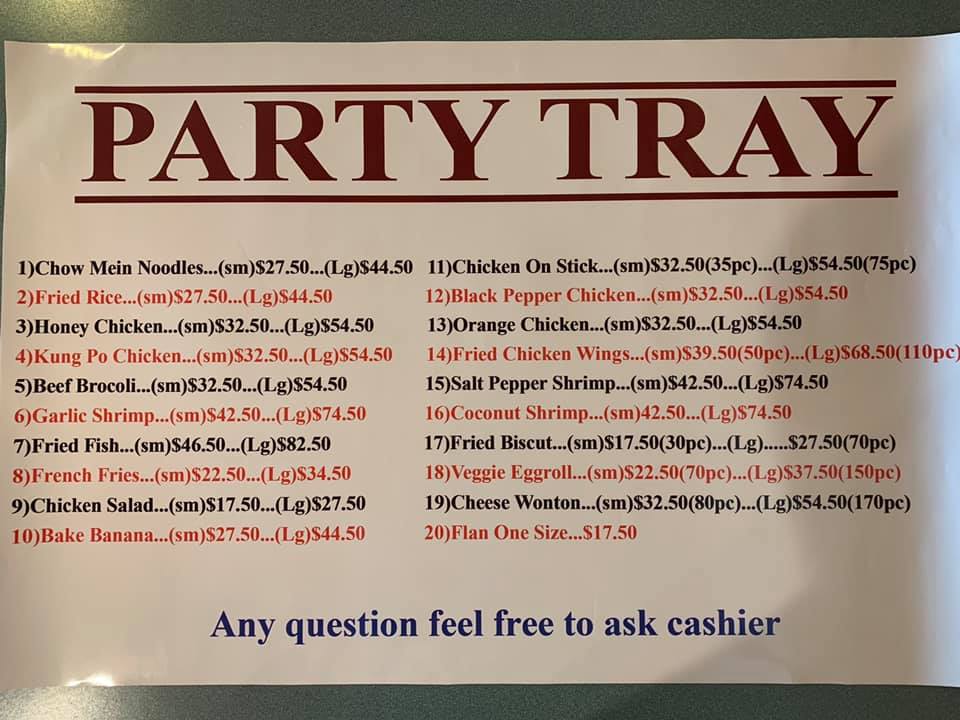 PARTY TRAY
1)Chow Mein Noodles...(sm)$27.50...(Lg)$44.50
2)Fried Rice...(sm)$27.50...(Lg)$44.50
3)Honey Chicken...(sm)$32.50...(Lg)$54.50
4)Kung Po Chicken...(sm)$32.50...(Lg)$54.50
5)Beef Brocoli...(sm)$32.50...(Lg)$54.50
6)Garlic Shrimp...(sm)$42.50...(Lg)$74.50
7)Fried Fish...(sm)$46.50...(Lg)$82.50
8)French Fries...(sm)$22.50...(Lg)$34.50
9)Chicken Salad...(sm)$17.50...(Lg)$27.50
10)Bake Banana...(sm)$27.50...(Lg)$44.50
11)Chicken On Stick...(sm)$32.50(35pc)...(Lg)$54.50(75pc)
12)Black Pepper Chicken...(sm)$32.50...(Lg)$54.50
13)Orange Chicken...(sm)$32.50...(Lg)$54.50
14)Fried Chicken Wings...(sm)$39.50(50pc)...(Lg)$68.50(110pc)
15)Salt Pepper Shrimp...(sm)$42.50...(Lg)$74.50
16)Coconut Shrimp...(sm)42.50...(Lg)$74.50
17)Fried Biscut...(sm)$17.50(30pc)...(Lg).....$27.50(70pc)
18)Veggie Eggroll...(sm)$22.50(70pc)...(Lg)$37.50(150pc)
19)Cheese Wonton...(sm)$32.50(80pc)...(Lg)$54.50(170pc)
20)Flan One Size...$17.50
Any question feel free to ask cashier